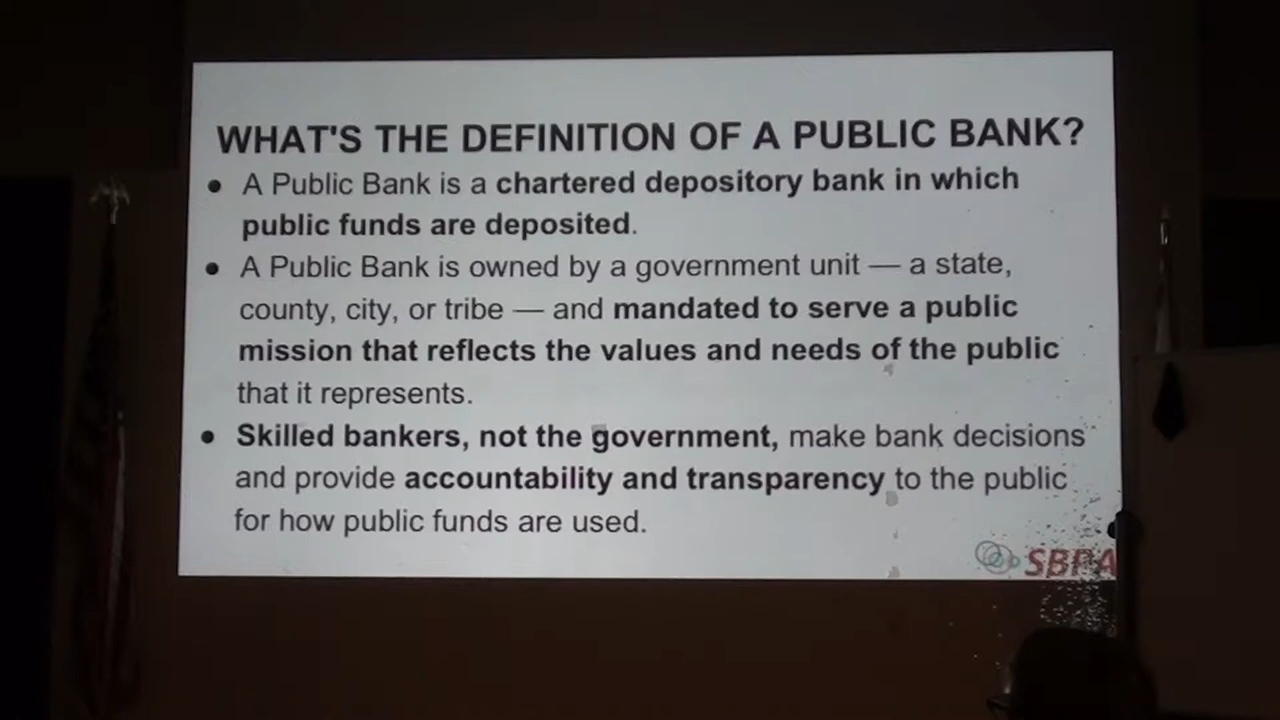 WHAT'S THE DEFINITION OF A PUBLIC BANK?
● A Public Bank is a chartered depository bank in which
public funds are deposited.
● A Public Bank is owned by a government unit — a state,
county, city, or tribe — and mandated to serve a public
mission that reflects the values and needs of the public
that it represents.
● Skilled bankers, not the government, make bank decisions
and provide accountability and transparency to the public
for how public funds are used.
SBPA